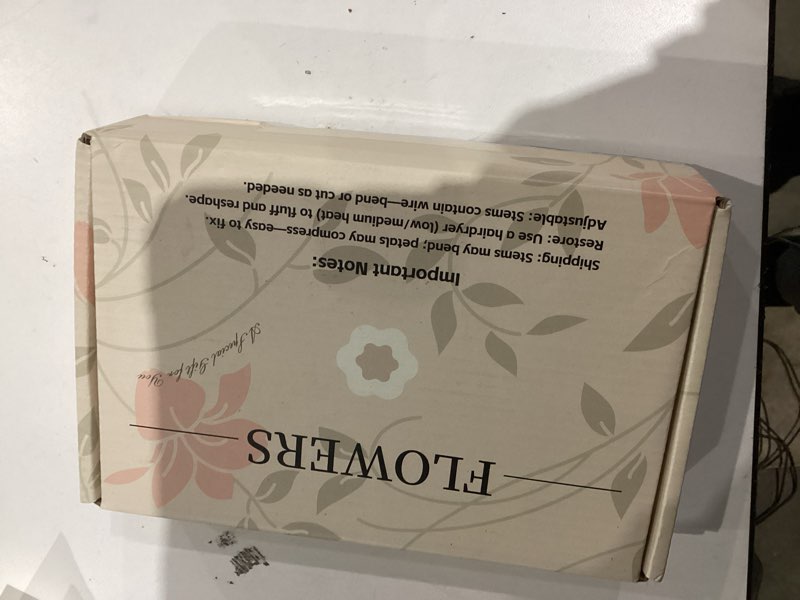 FLOWERS
A Special Gift for You
Important Notes:
Shipping: Stems may bend; petals may compress—easy to fix.
Restore: Use a hairdryer (low/medium heat) to fluff and reshape.
Adjustable: Stems contain wire—bend or cut as needed.